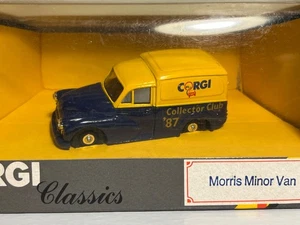 CORGI
Collector Club
'87
RGI
Classics
Morris Minor Van